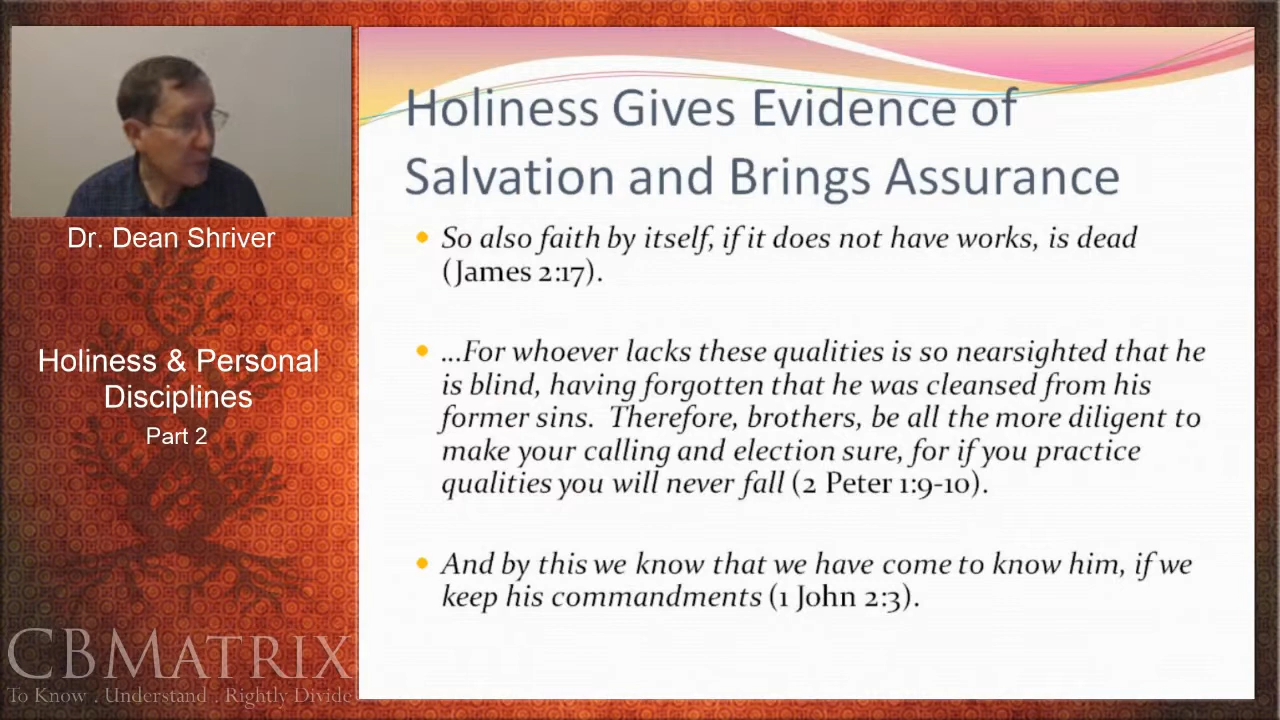 Holiness Gives Evidence of
Salvation and Brings Assurance
So also faith by itself, if it does not have works, is dead
(James 2:17).
...For whoever lacks these qualities is so nearsighted that he
is blind, having forgotten that he was cleansed from his
former sins.  Therefore, brothers, be all the more diligent to
make your calling and election sure, for if you practice
qualities you will never fall (2 Peter 1:9-10).
And by this we know that we have come to know him, if we
keep his commandments (1 John 2:3).
Dr. Dean Shriver
Holiness & Personal
Disciplines
Part 2
CBMATRIX
To Know . Understand . Rightly Divide